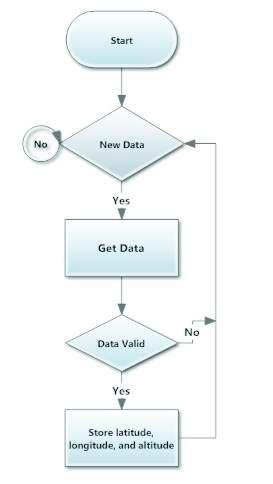 Start
New Data
No
Yes
Get Data
Data Valid
No
Yes
Store latitude,
longitude, and altitude